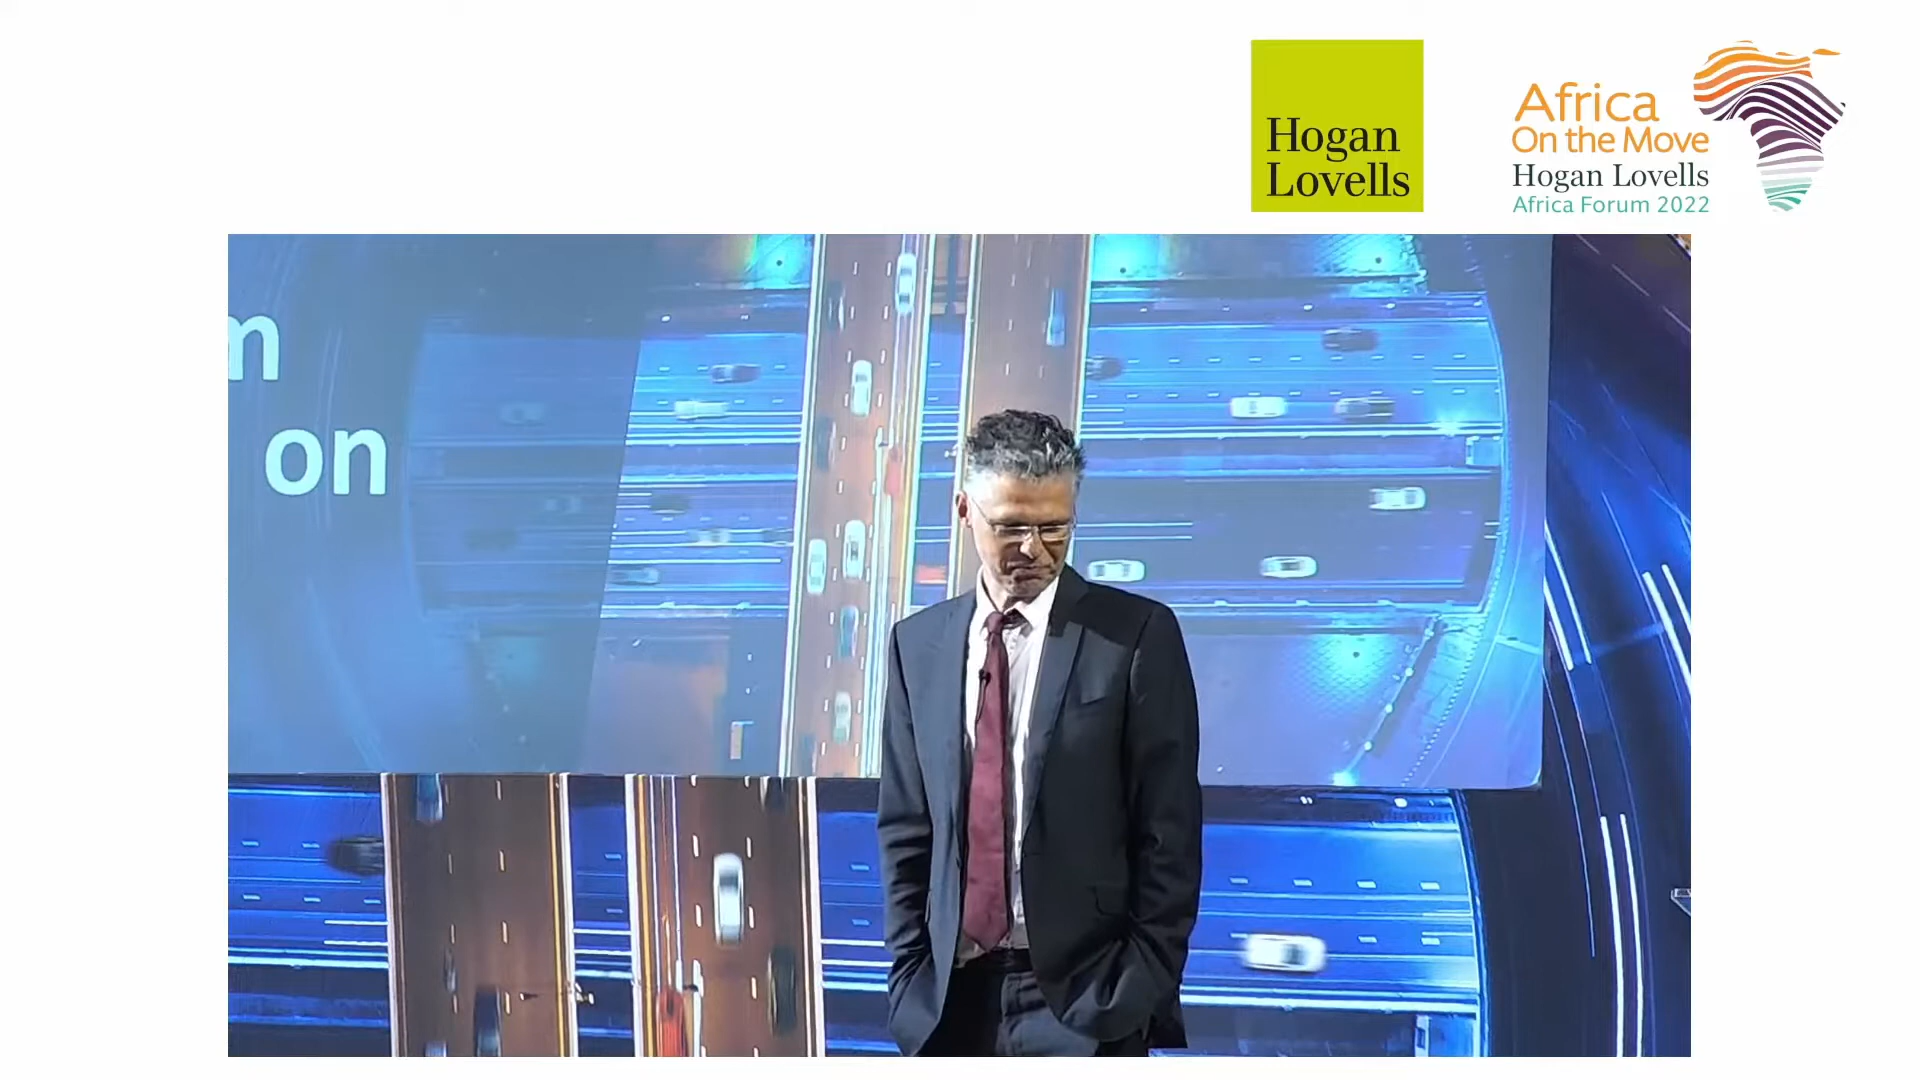 Hogan
Lovells
Africa
On the Move
Hogan Lovells
Africa Forum 2022
on